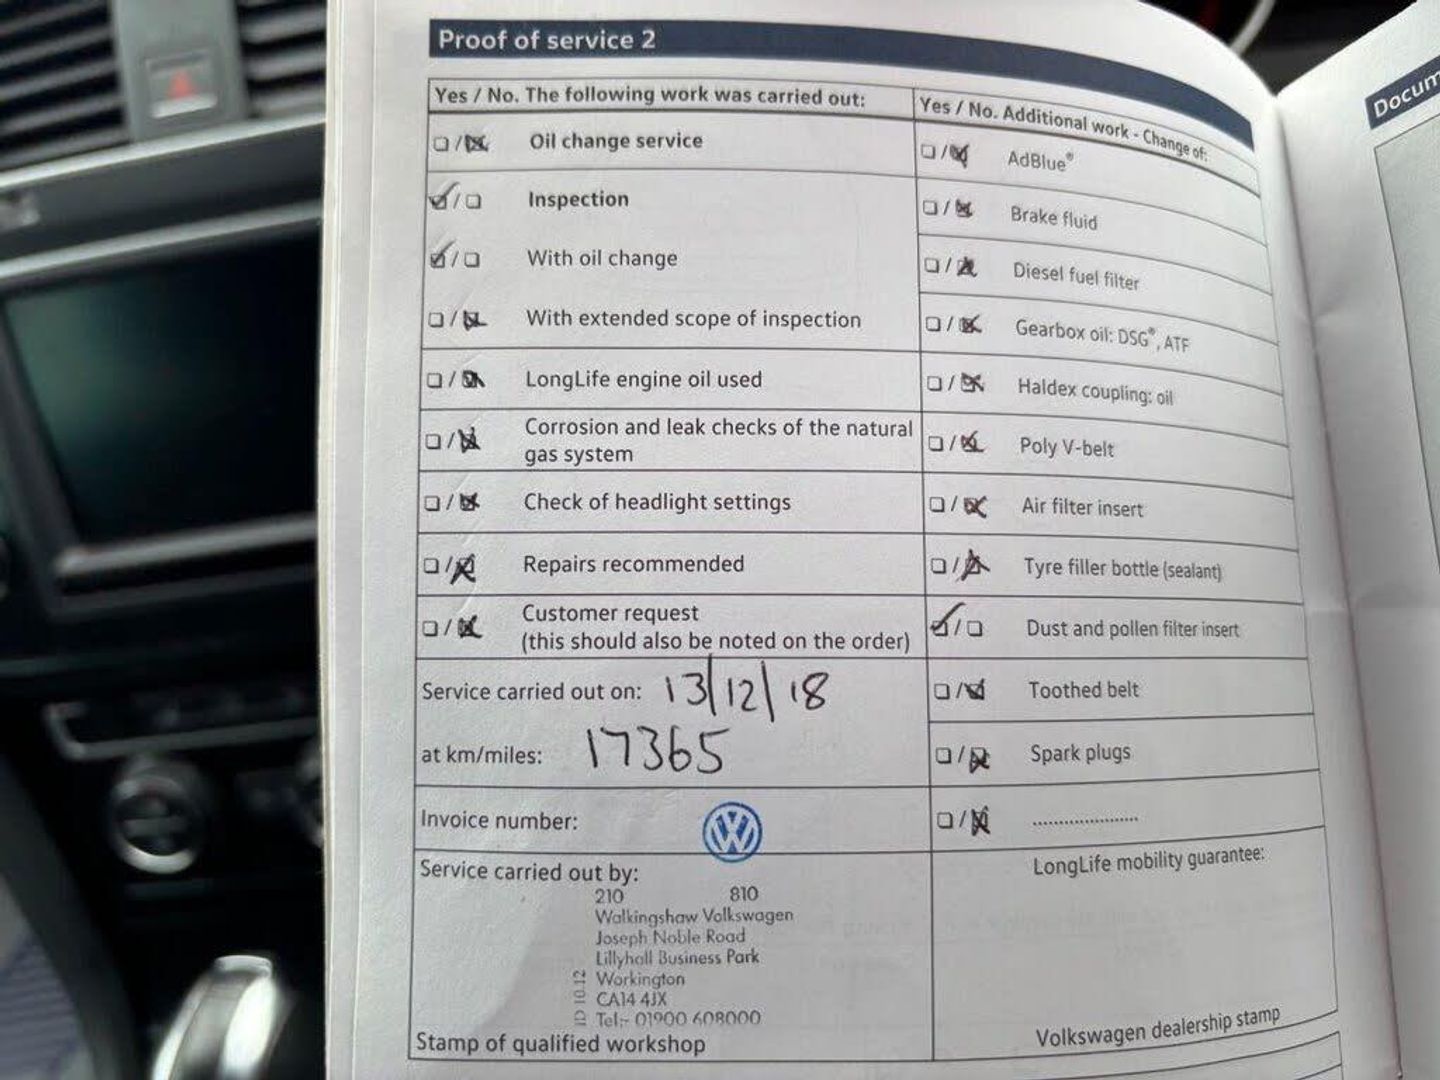 Proof of service 2
Yes / No. The following work was carried out:
/ Oil change service
/ Inspection
/ With oil change
/ With extended scope of inspection
/ LongLife engine oil used
/ Corrosion and leak checks of the natural
gas system
/ Check of headlight settings
/ Repairs recommended
/ Customer request
(this should also be noted on the order)
Service carried out on: 13/12/18
at km/miles: 17365
Invoice number:
Service carried out by:
210 810
Walkingshaw Volkswagen
Joseph Noble Road
Lillyhall Business Park
Workington
CA14 4JX
Tel:- 01900 608000
ID 10.12
Stamp of qualified workshop
Yes / No. Additional work - Change of:
/ AdBlue®
/ Brake fluid
/ Diesel fuel filter
/ Gearbox oil: DSG®, ATF
/ Haldex coupling: oil
/ Poly V-belt
/ Air filter insert
/ Tyre filler bottle (sealant)
/ Dust and pollen filter insert
/ Toothed belt
/ Spark plugs
/ .....................
LongLife mobility guarantee:
Volkswagen dealership stamp